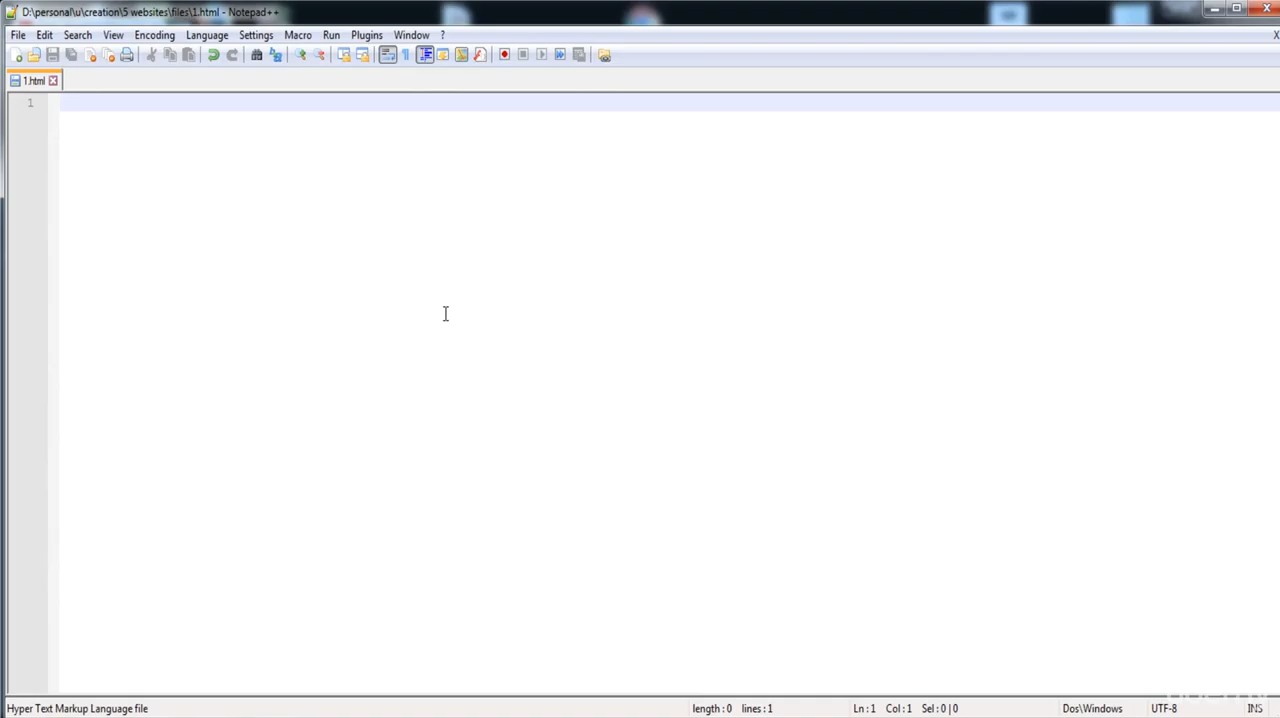 D:\personal\u\creation\5 websites\files\1.html - Notepad++
File Edit Search View Encoding Language Settings Macro Run Plugins Window ? X
1.html
1
Hyper Text Markup Language file length : 0 lines : 1 Ln : 1 Col : 1 Sel : 0 | 0 Dos\Windows UTF-8 INS